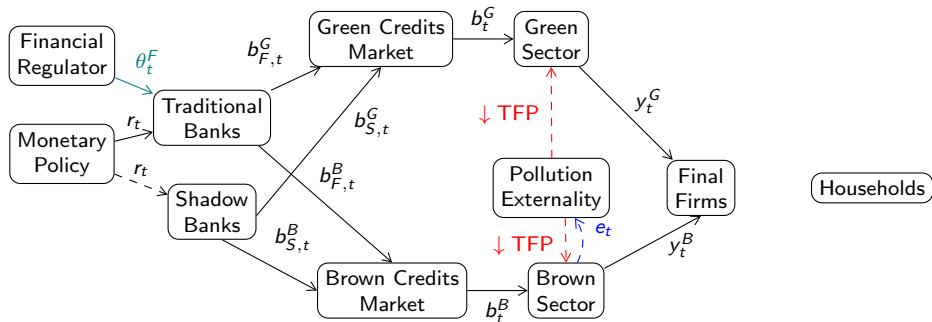 Financial
Regulator
θ_t^F
Monetary
Policy
r_t
r_t
Traditional
Banks
Shadow
Banks
b_{F,t}^G
b_{S,t}^G
b_{F,t}^B
b_{S,t}^B
Green Credits
Market
Brown Credits
Market
b_t^G
b_t^B
Green
Sector
↓ TFP
Pollution
Externality
↓ TFP
e_t
Brown
Sector
y_t^G
y_t^B
Final
Firms
Households